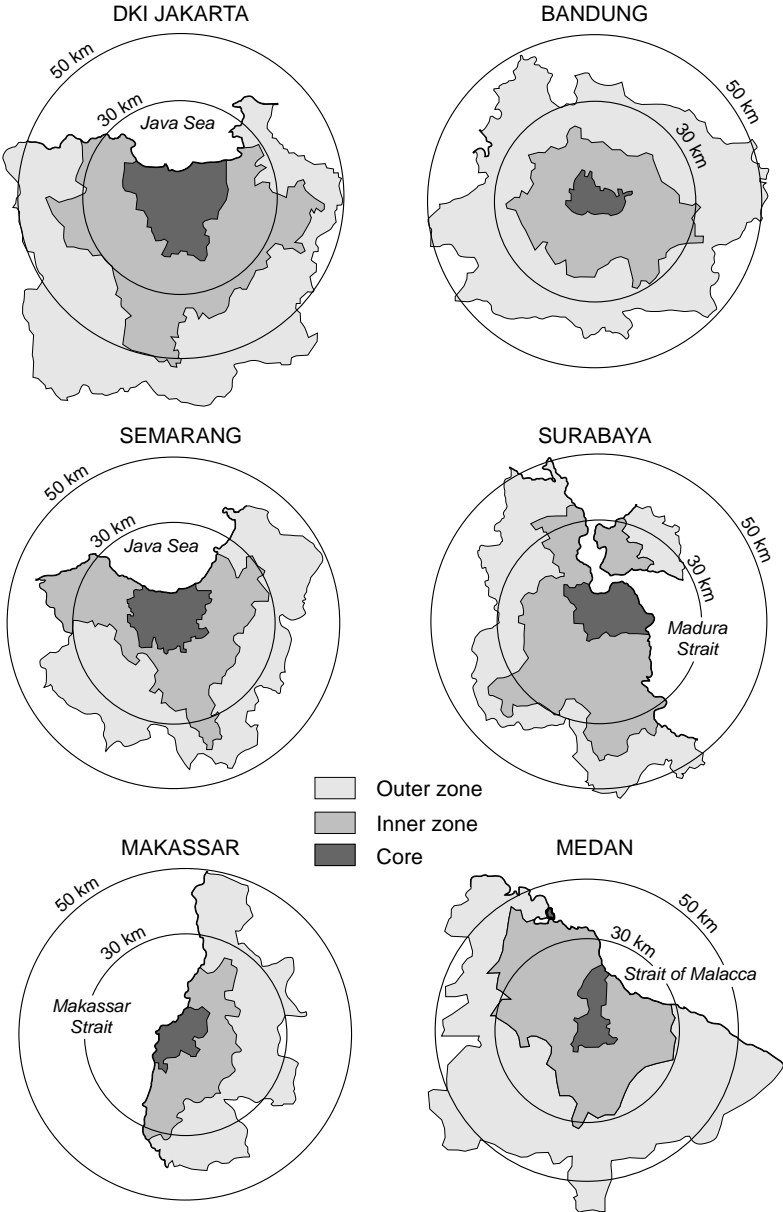 DKI JAKARTA
50 km
30 km
Java Sea
BANDUNG
50 km
30 km
SEMARANG
50 km
30 km
Java Sea
SURABAYA
50 km
30 km
Madura
Strait
Outer zone
Inner zone
Core
MAKASSAR
50 km
30 km
Makassar
Strait
MEDAN
50 km
30 km
Strait of Malacca